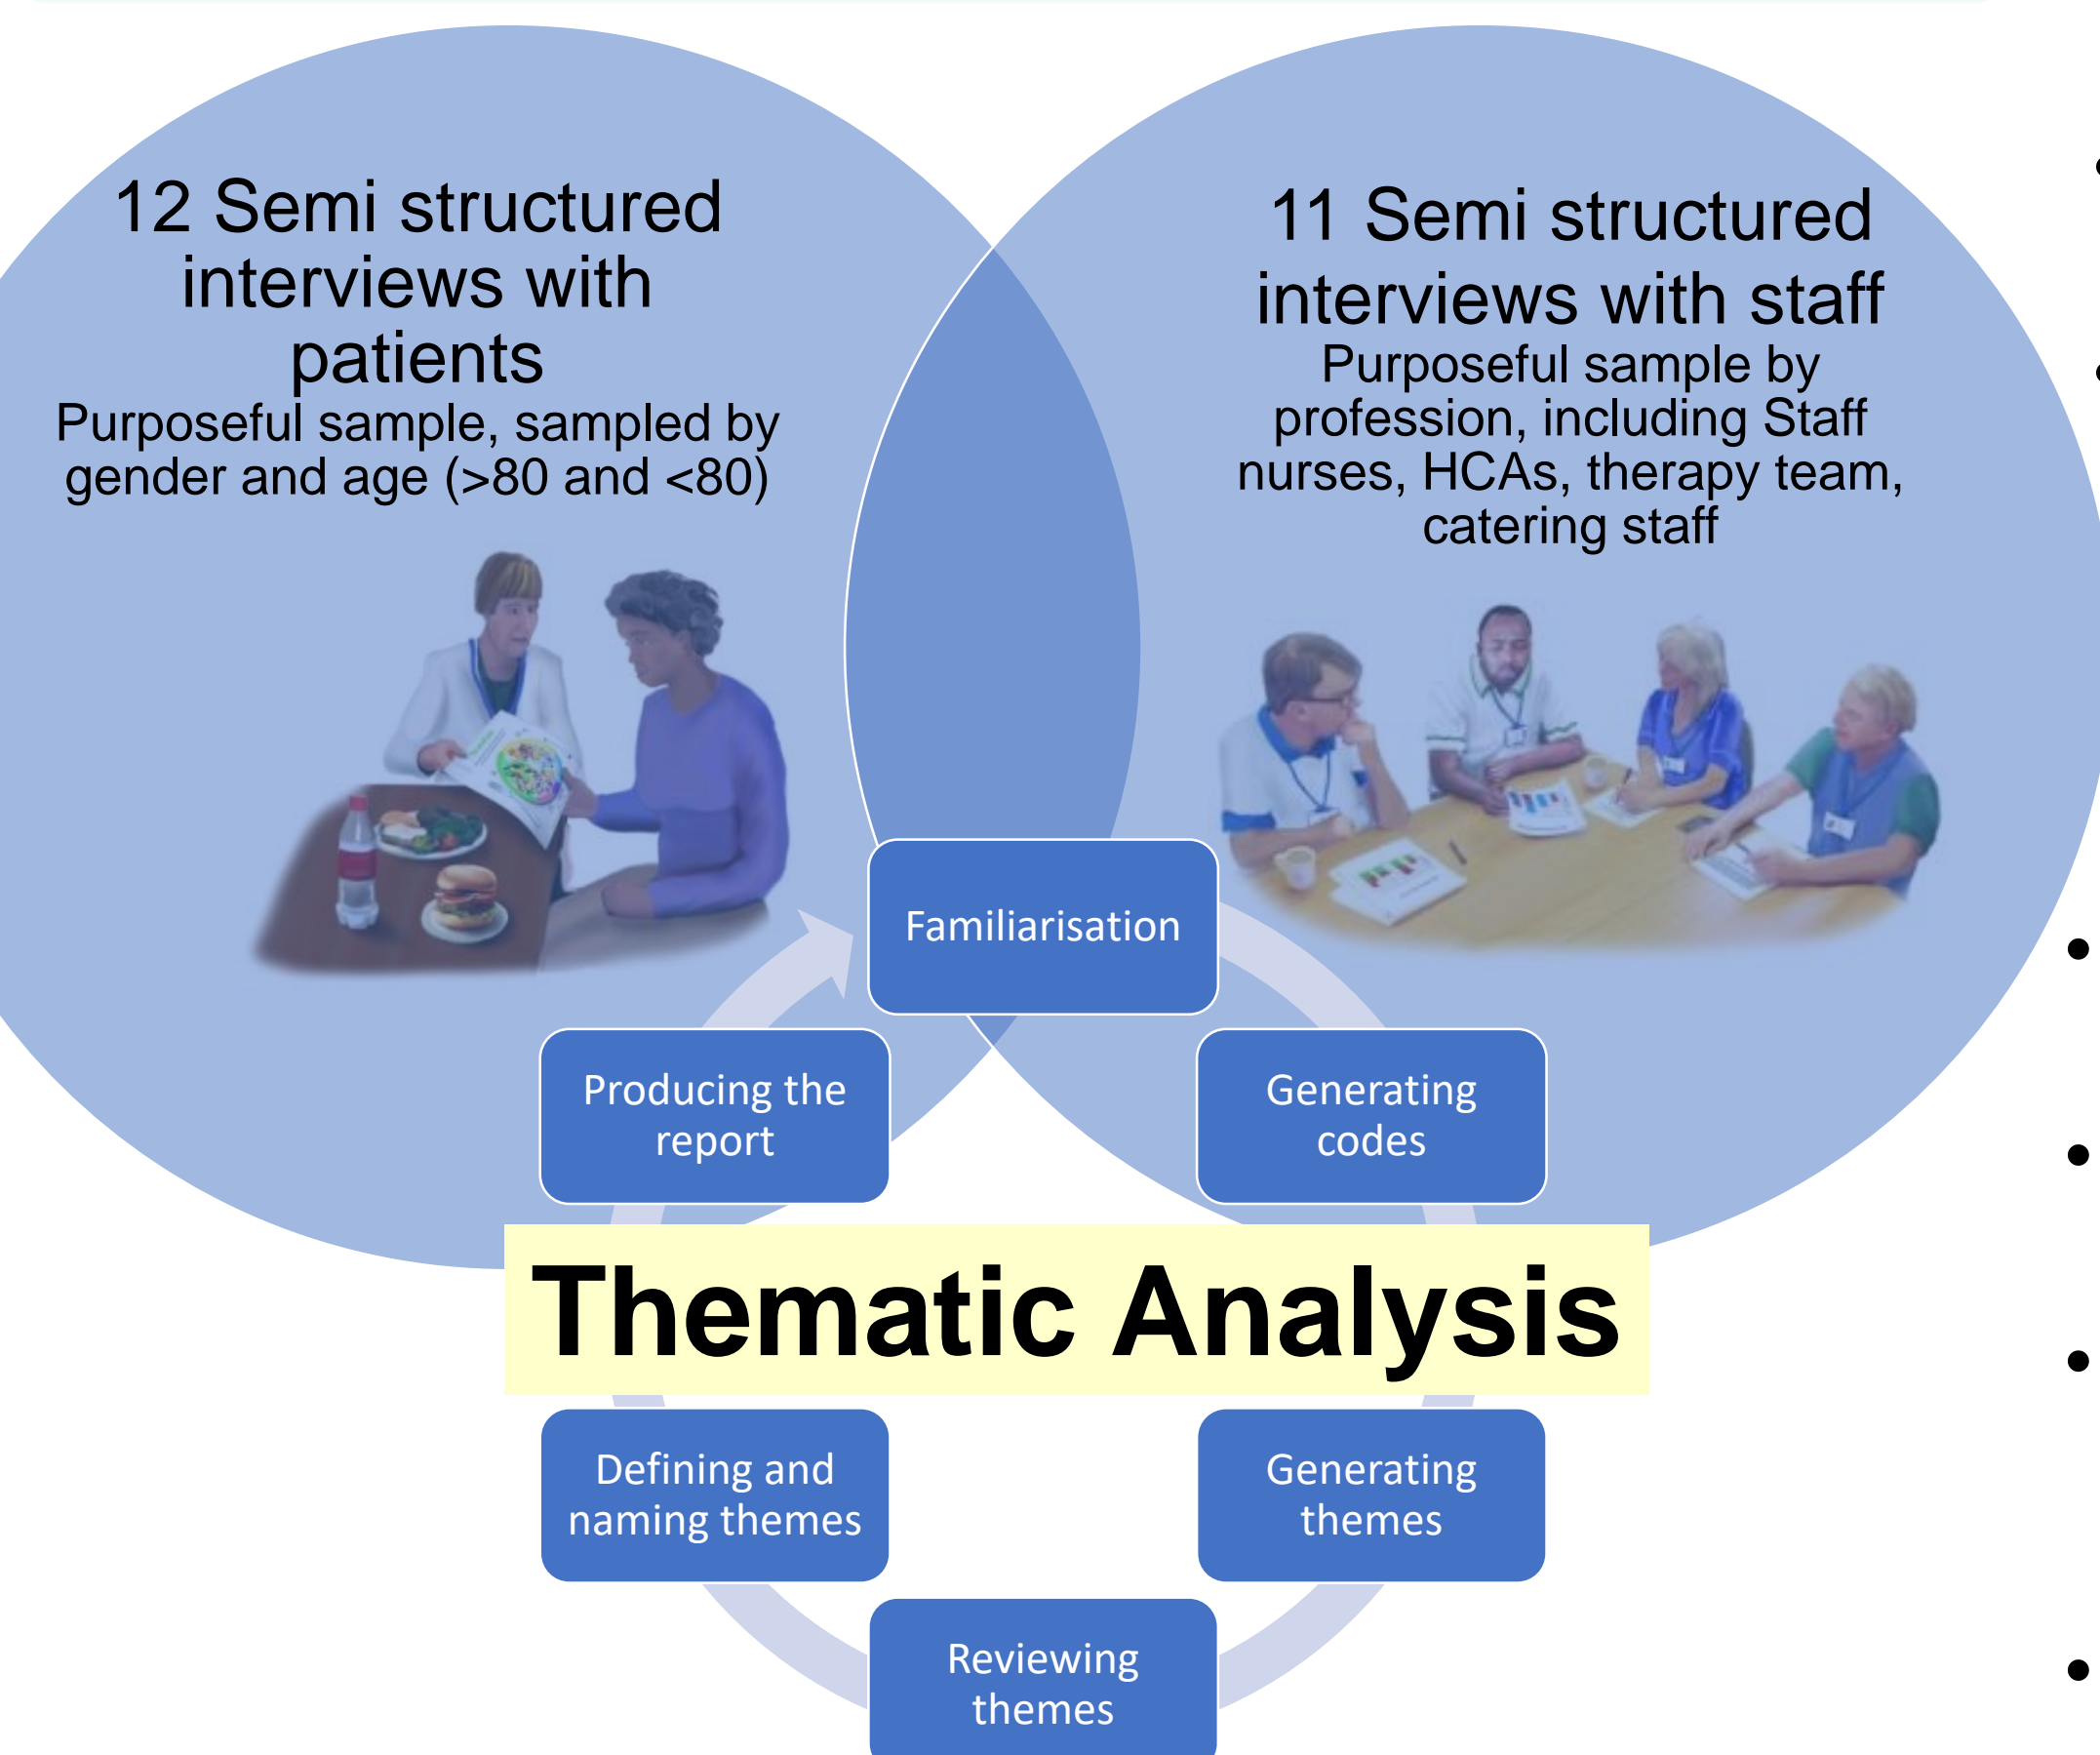 12 Semi structured
interviews with
patients
Purposeful sample, sampled by
gender and age (>80 and <80)
11 Semi structured
interviews with staff
Purposeful sample by
profession, including Staff
nurses, HCAs, therapy team,
catering staff
Familiarisation
Generating
codes
Generating
themes
Reviewing
themes
Defining and
naming themes
Producing the
report
Thematic Analysis